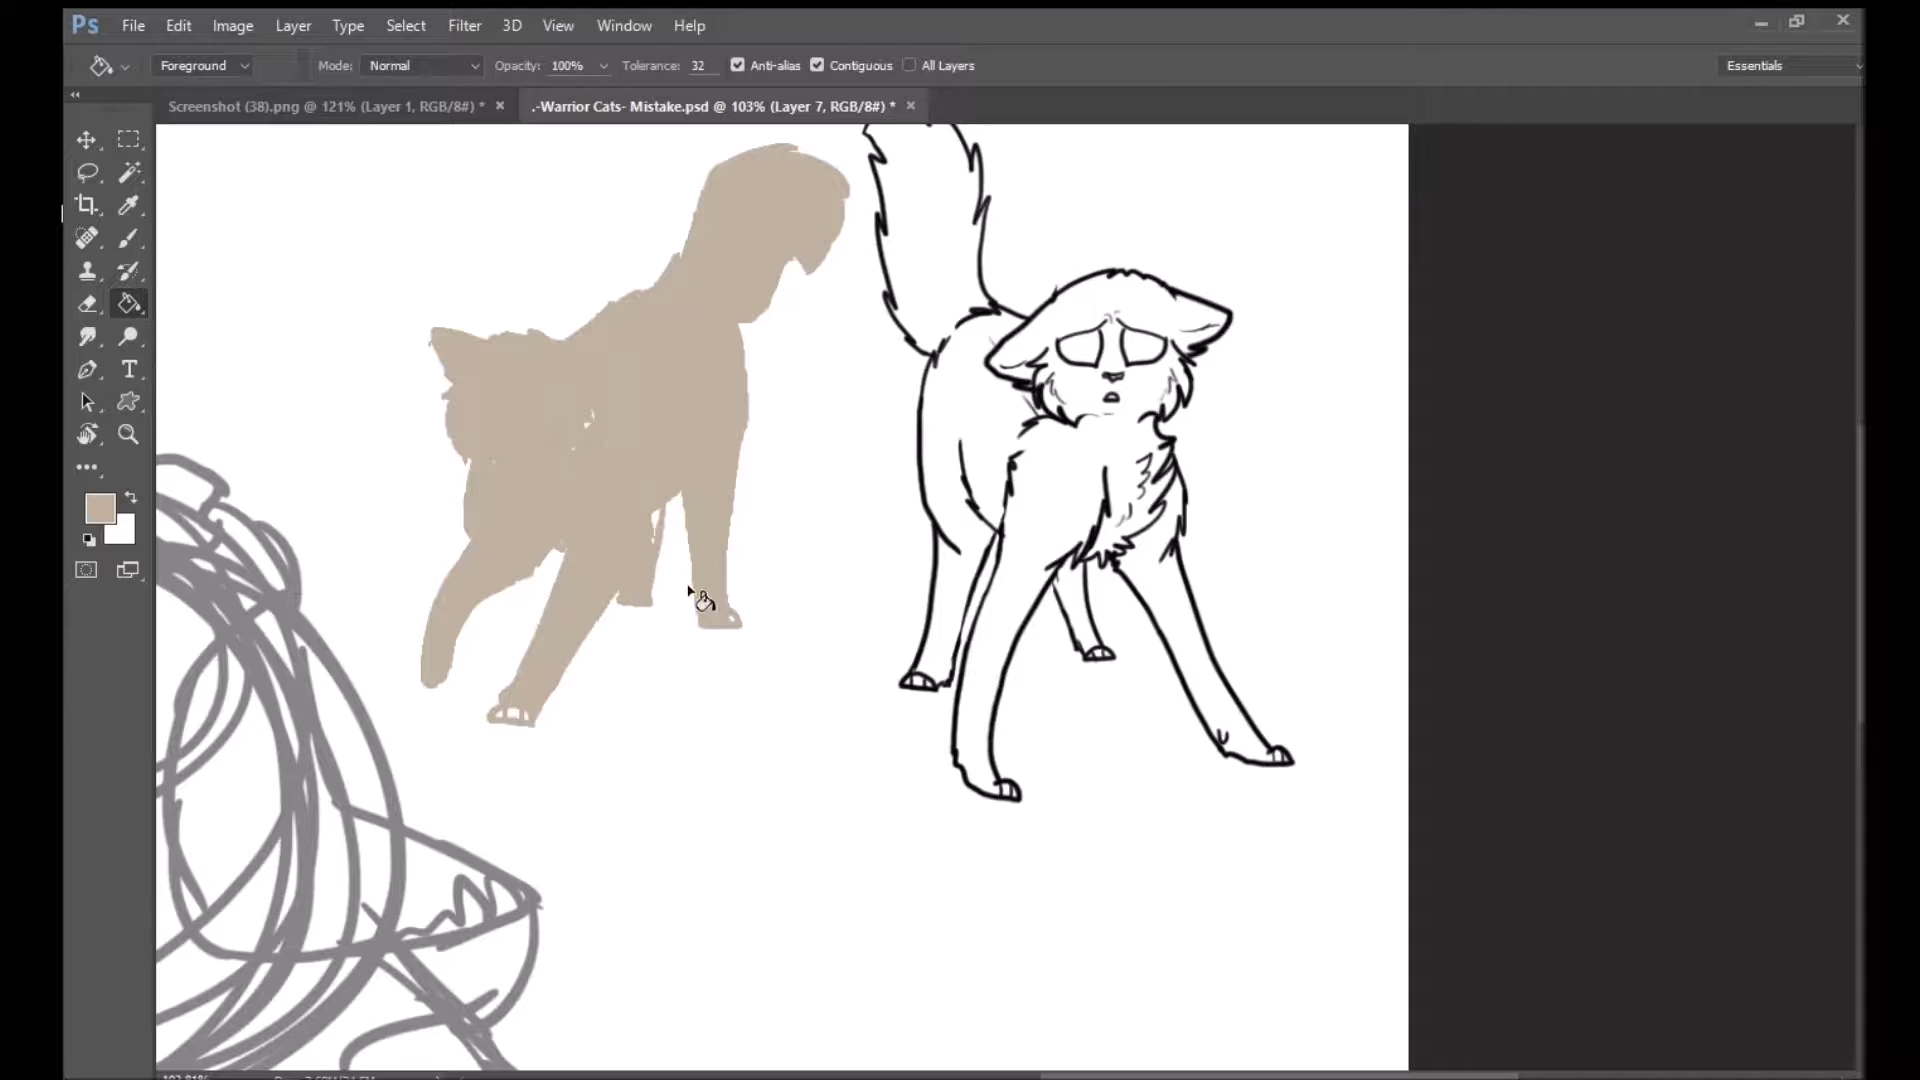 Ps File Edit Image Layer Type Select Filter 3D View Window Help
Foreground Mode: Normal Opacity: 100% Tolerance: 32 Anti-alias Contiguous All Layers Essentials
Screenshot (38).png @ 121% (Layer 1, RGB/8#) * .-Warrior Cats- Mistake.psd @ 103% (Layer 7, RGB/8#) *
T